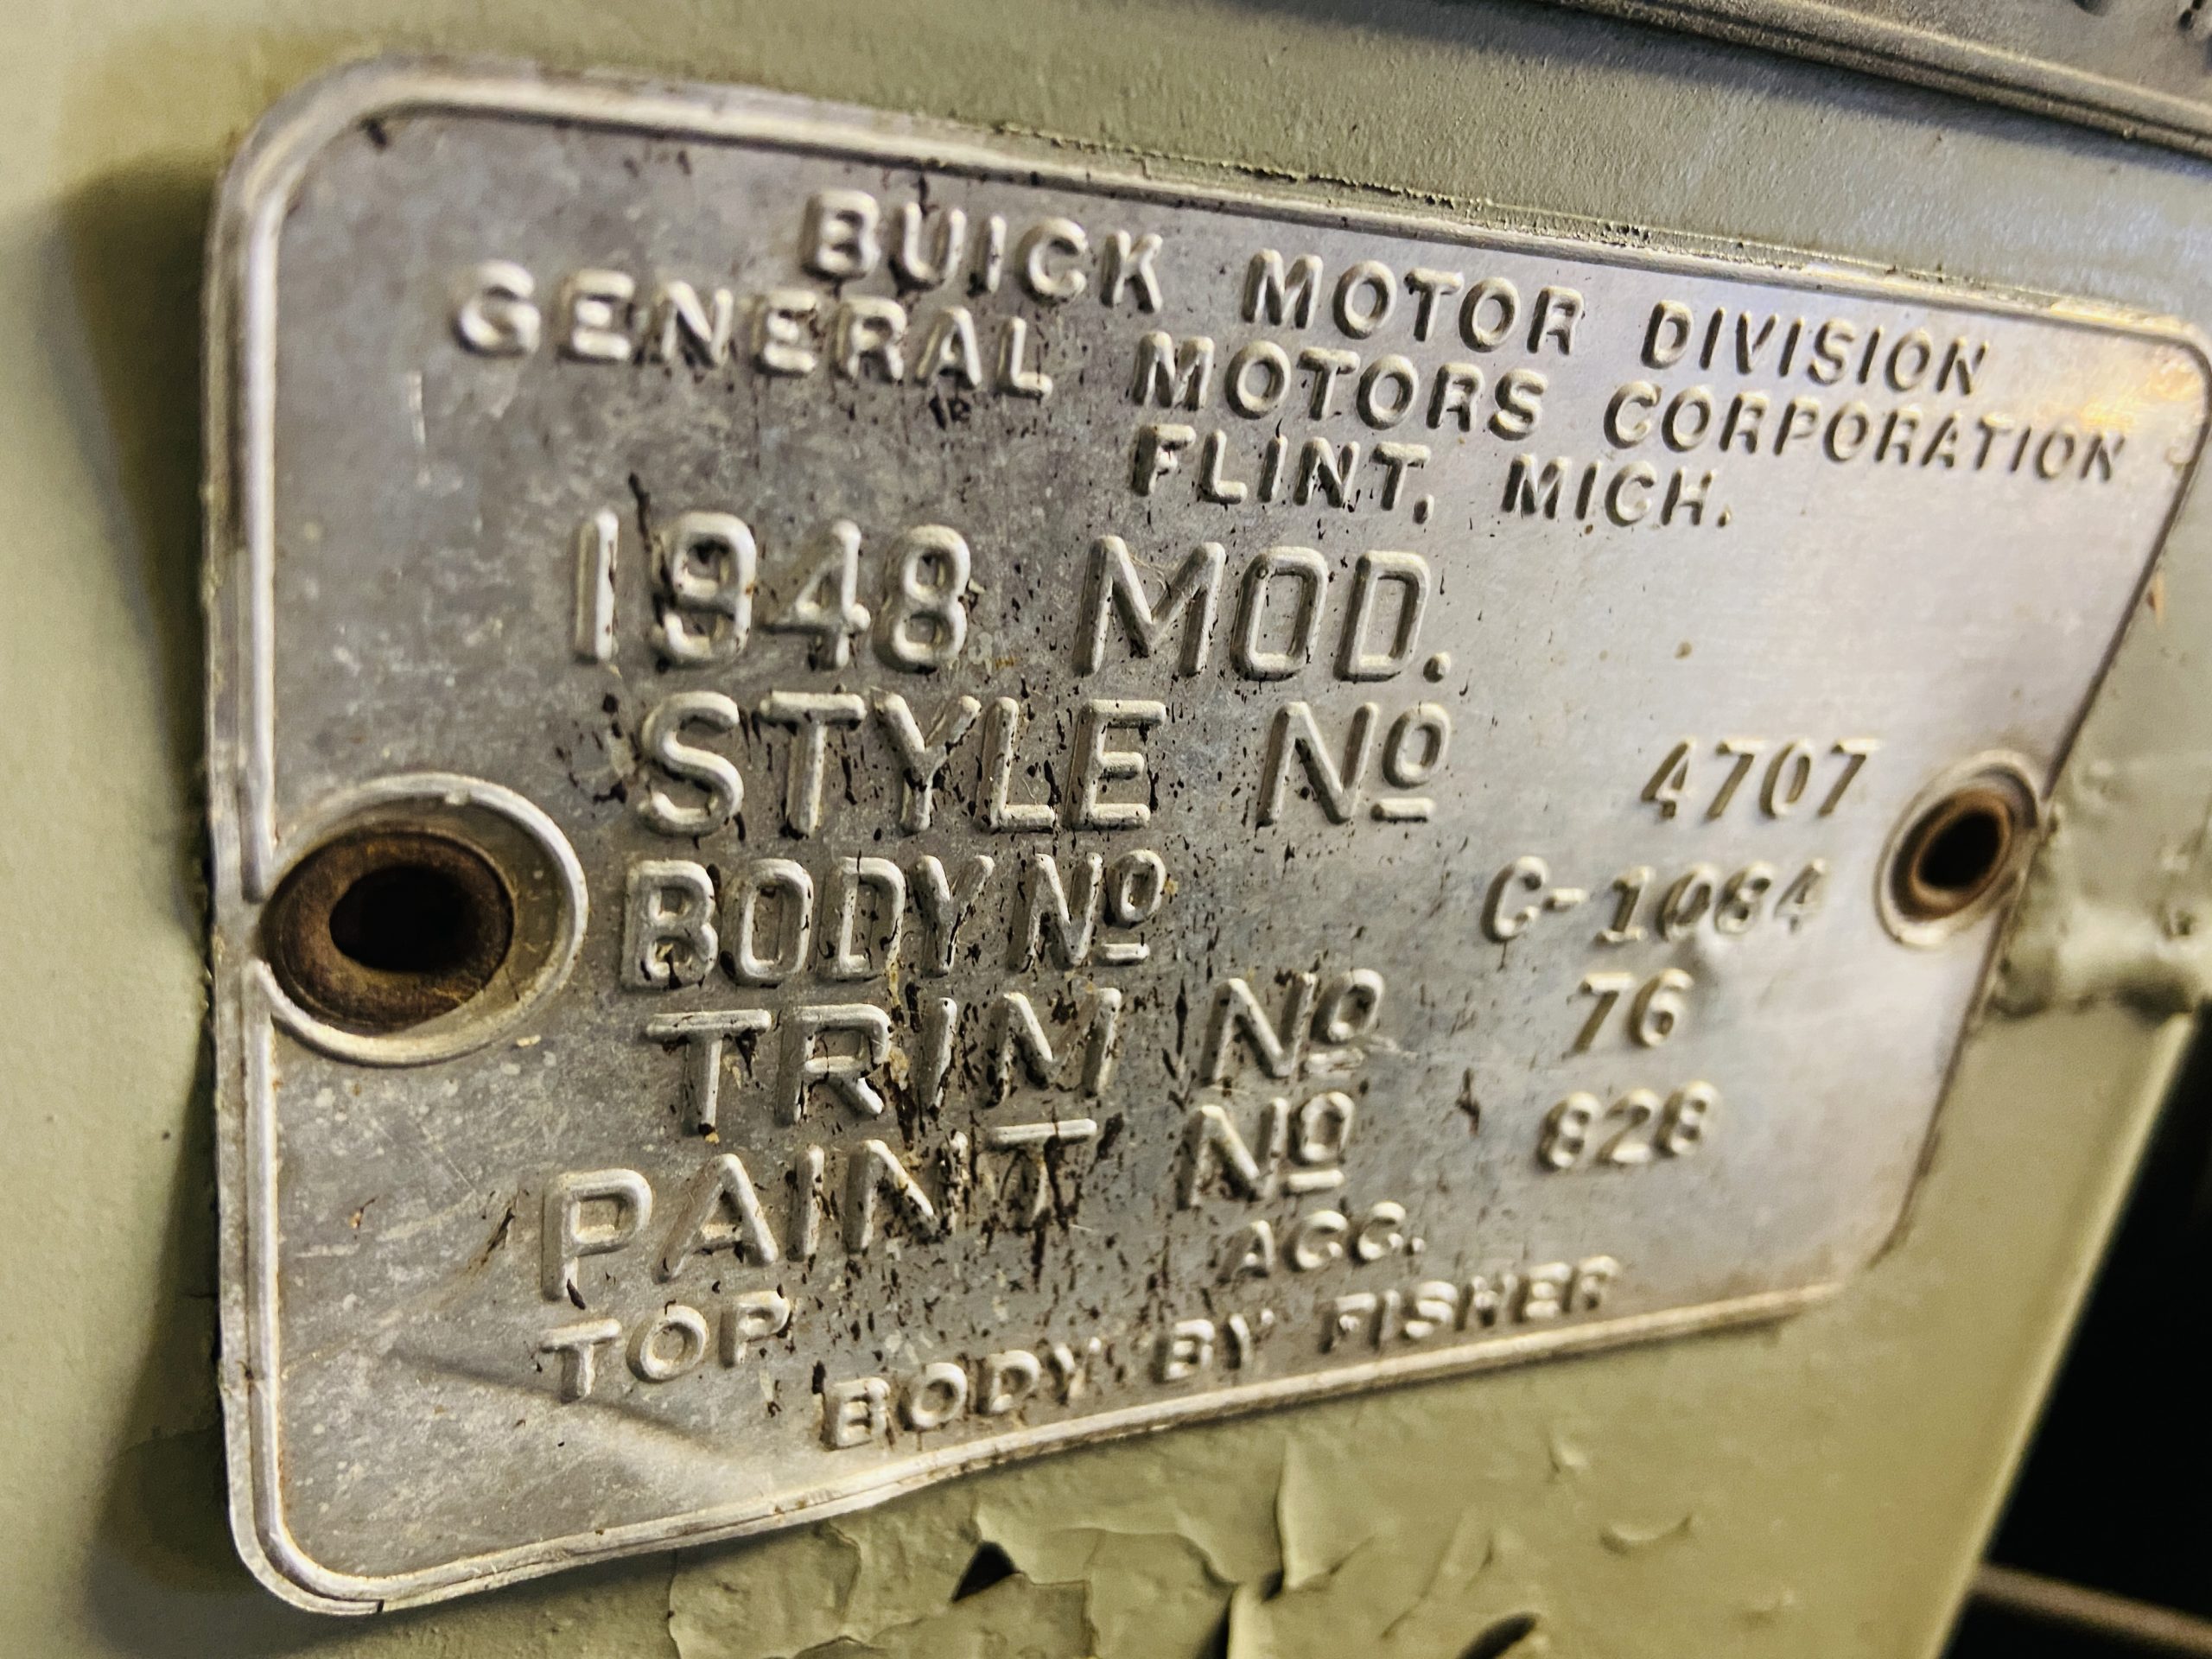 BUICK MOTOR DIVISION
GENERAL MOTORS CORPORATION
FLINT, MICH.
1948 MOD.
STYLE Nº 4707
BODY Nº C-1084
TRIM Nº 76
PAINT Nº 828
TOP ACC.
BODY BY FISHER